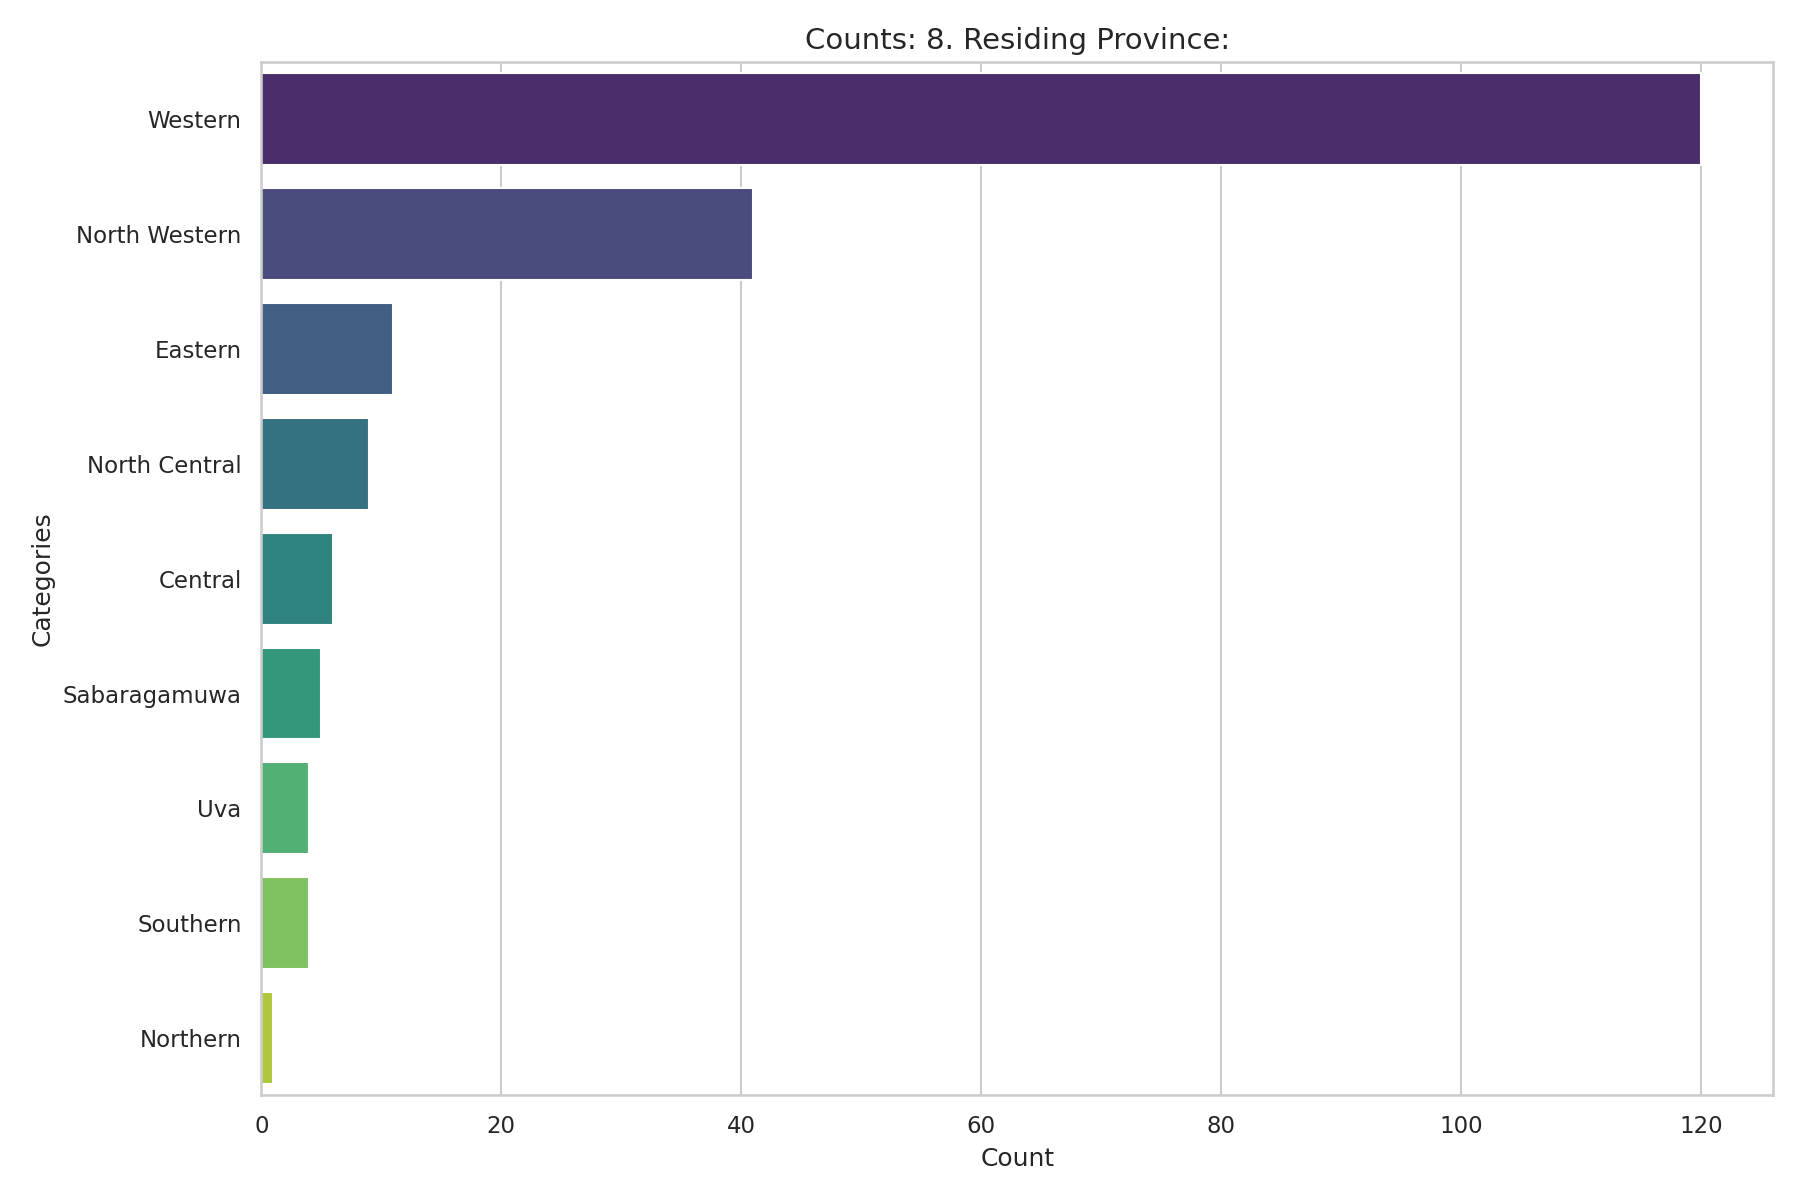 Counts: 8. Residing Province:
Western
North Western
Eastern
North Central
Central
Sabaragamuwa
Uva
Southern
Northern
Categories
0 20 40 60 80 100 120
Count